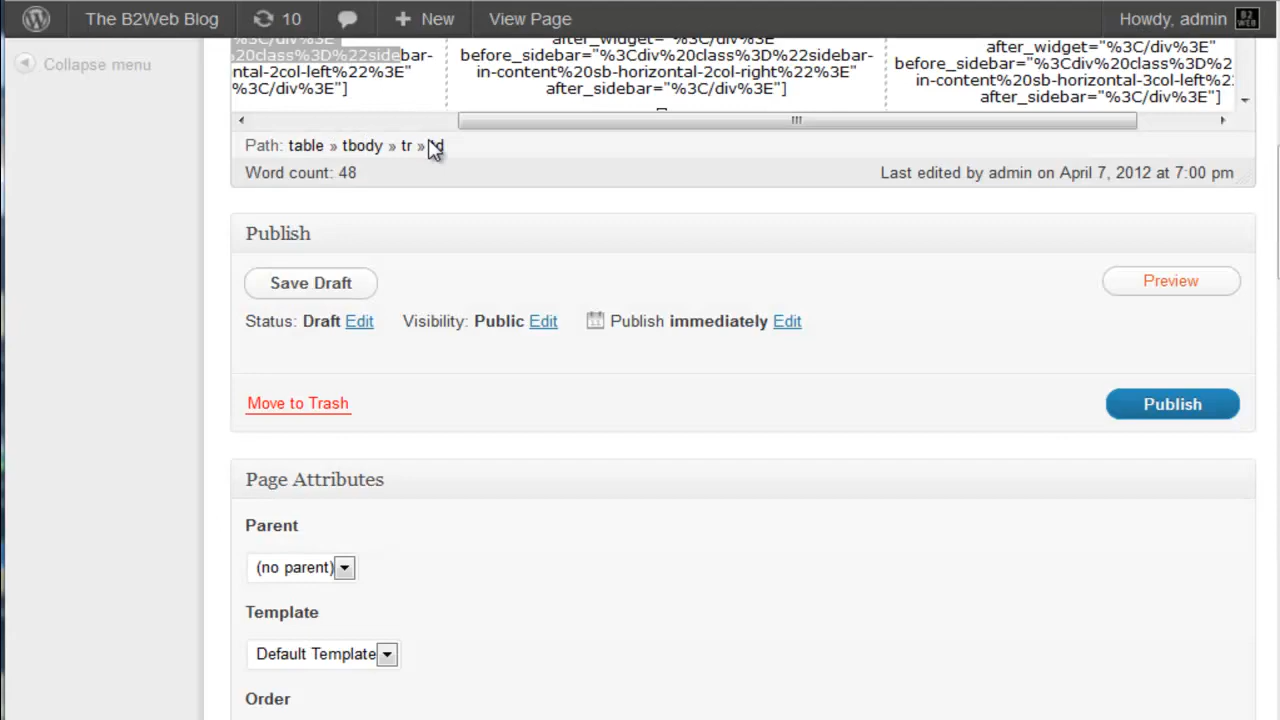 The B2Web Blog 10 New View Page Howdy, admin
Collapse menu
%3C/div%3E"
%20class%3D%22sidebar-
ntal-2col-left%22%3E"
%3C/div%3E"]
after_widget="%3C/div%3E"
before_sidebar="%3Cdiv%20class%3D%22sidebar-
in-content%20sb-horizontal-2col-right%22%3E"
after_sidebar="%3C/div%3E"]
after_widget="%3C/div%3E"
before_sidebar="%3Cdiv%20class%3D%2
in-content%20sb-horizontal-3col-left%22
after_sidebar="%3C/div%3E"]
Path: table » tbody » tr »
Word count: 48
Last edited by admin on April 7, 2012 at 7:00 pm
Publish
Save Draft
Preview
Status: Draft Edit Visibility: Public Edit Publish immediately Edit
Move to Trash
Publish
Page Attributes
Parent
(no parent)
Template
Default Template
Order